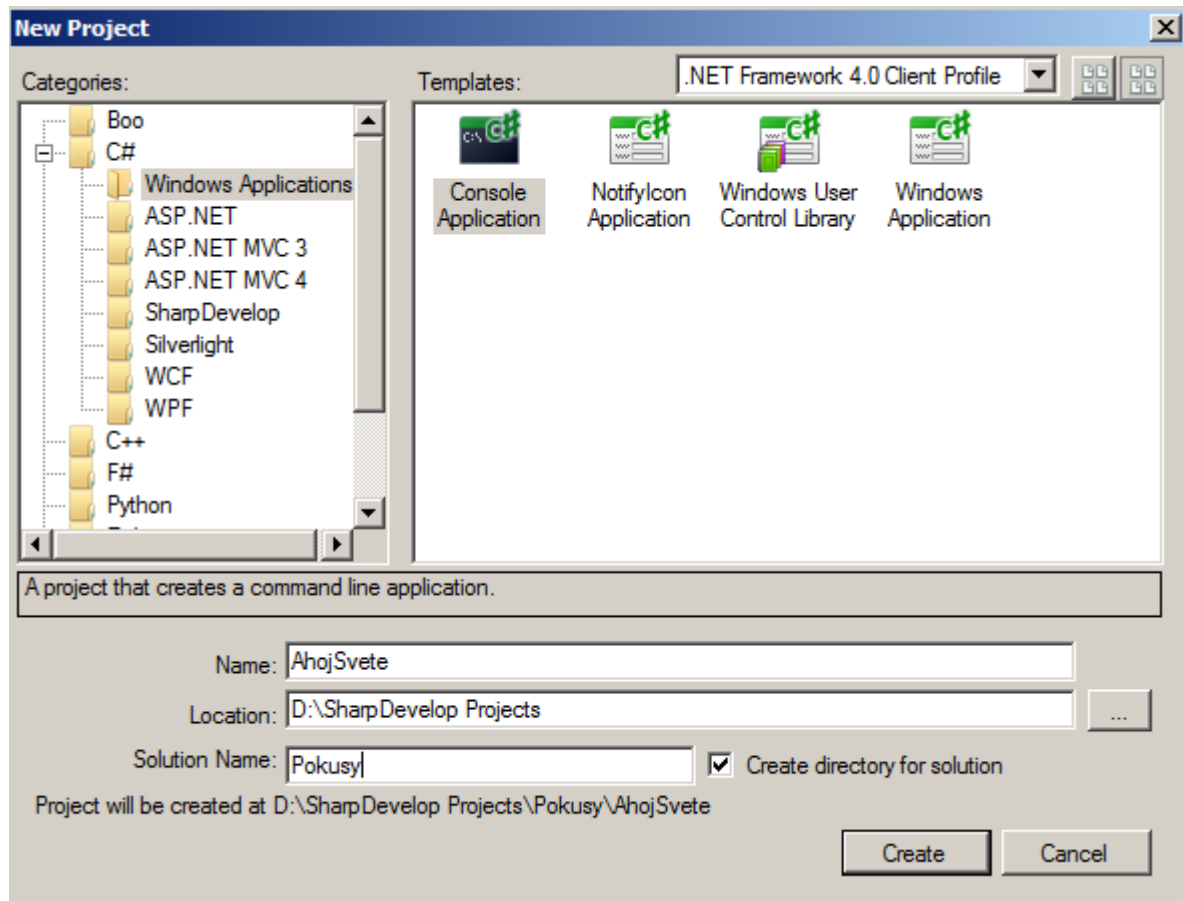 New Project
Categories:
Templates:
.NET Framework 4.0 Client Profile
Boo
C#
Windows Applications
ASP.NET
ASP.NET MVC 3
ASP.NET MVC 4
SharpDevelop
Silverlight
WCF
WPF
C++
F#
Python
Console
Application
NotifyIcon
Application
Windows User
Control Library
Windows
Application
A project that creates a command line application.
Name: AhojSvete
Location: D:\SharpDevelop Projects
...
Solution Name: Pokusy
Create directory for solution
Project will be created at D:\SharpDevelop Projects\Pokusy\AhojSvete
Create
Cancel